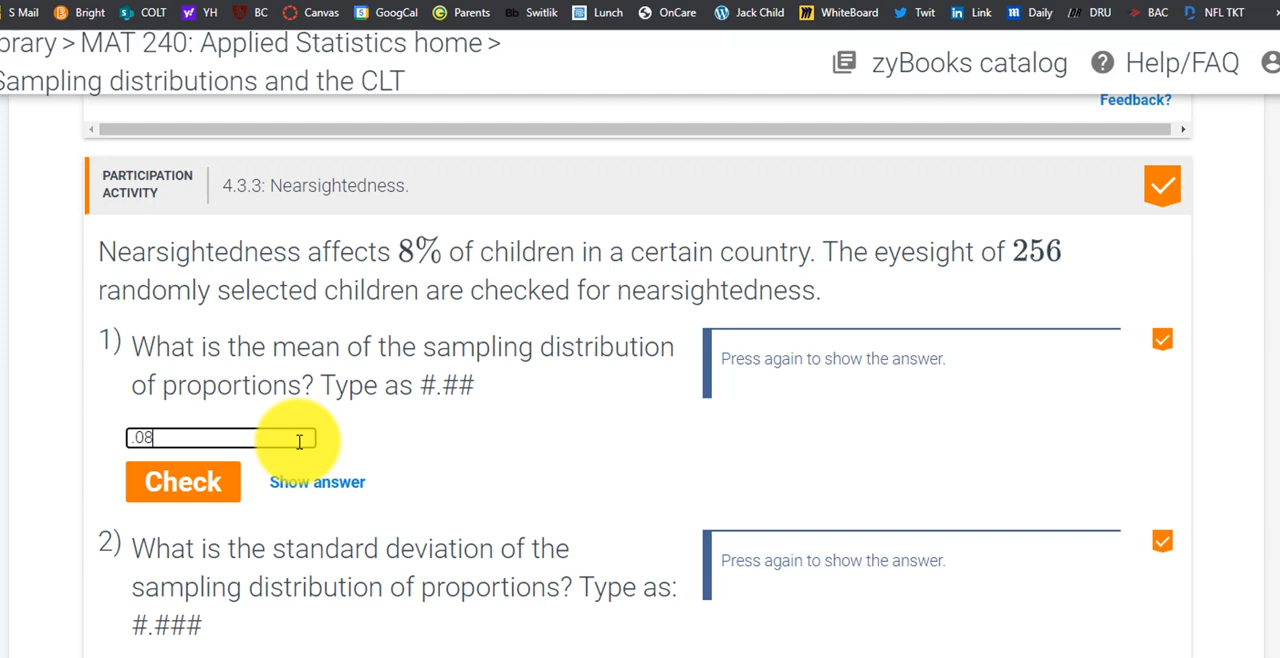 S Mail Bright COLT YH BC Canvas GoogCal Parents Switlik Lunch OnCare Jack Child WhiteBoard Twit Link Daily DRU BAC NFL TKT
brary > MAT 240: Applied Statistics home >
Sampling distributions and the CLT
zyBooks catalog Help/FAQ
Feedback?
PARTICIPATION
ACTIVITY
4.3.3: Nearsightedness.
Nearsightedness affects 8% of children in a certain country. The eyesight of 256
randomly selected children are checked for nearsightedness.
1) What is the mean of the sampling distribution
of proportions? Type as #.##
Press again to show the answer.
.08
Check Show answer
2) What is the standard deviation of the
sampling distribution of proportions? Type as:
#.###
Press again to show the answer.